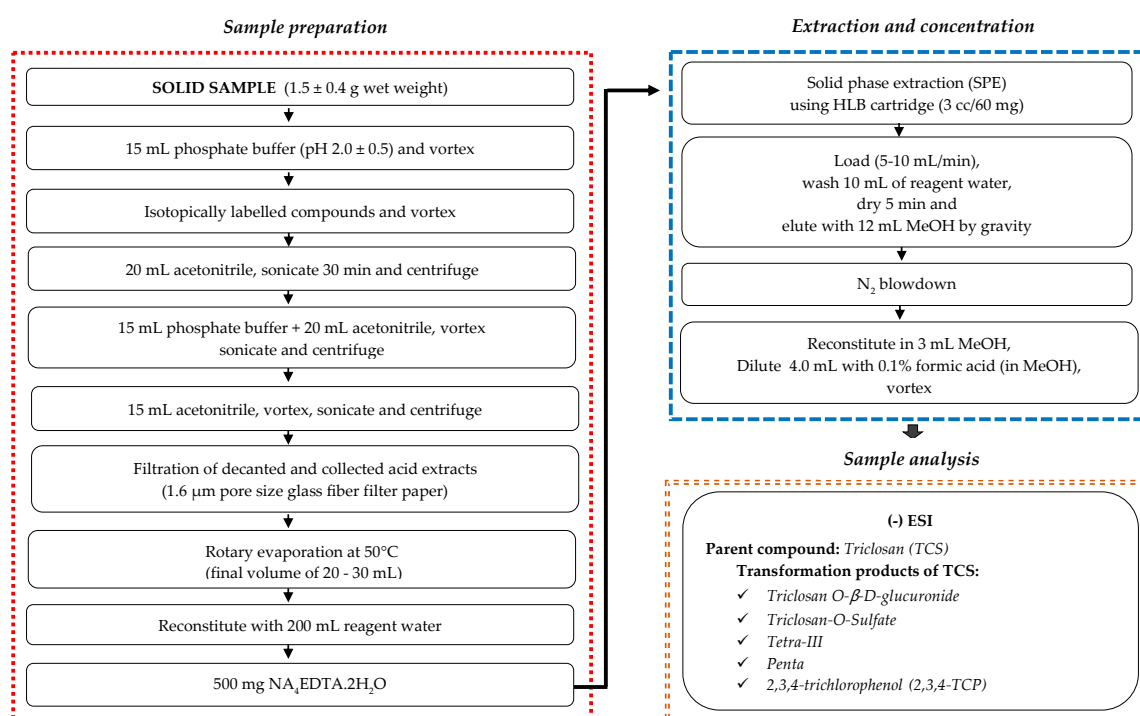 Sample preparation
SOLID SAMPLE (1.5 ± 0.4 g wet weight)
15 mL phosphate buffer (pH 2.0 ± 0.5) and vortex
Isotopically labelled compounds and vortex
20 mL acetonitrile, sonicate 30 min and centrifuge
15 mL phosphate buffer + 20 mL acetonitrile, vortex
sonicate and centrifuge
15 mL acetonitrile, vortex, sonicate and centrifuge
Filtration of decanted and collected acid extracts
(1.6 µm pore size glass fiber filter paper)
Rotary evaporation at 50°C
(final volume of 20 - 30 mL)
Reconstitute with 200 mL reagent water
500 mg NA₄EDTA.2H₂O
Extraction and concentration
Solid phase extraction (SPE)
using HLB cartridge (3 cc/60 mg)
Load (5-10 mL/min),
wash 10 mL of reagent water,
dry 5 min and
elute with 12 mL MeOH by gravity
N₂ blowdown
Reconstitute in 3 mL MeOH,
Dilute 4.0 mL with 0.1% formic acid (in MeOH),
vortex
Sample analysis
(-) ESI
Parent compound: Triclosan (TCS)
Transformation products of TCS:
✓ Triclosan O-β-D-glucuronide
✓ Triclosan-O-Sulfate
✓ Tetra-III
✓ Penta
✓ 2,3,4-trichlorophenol (2,3,4-TCP)